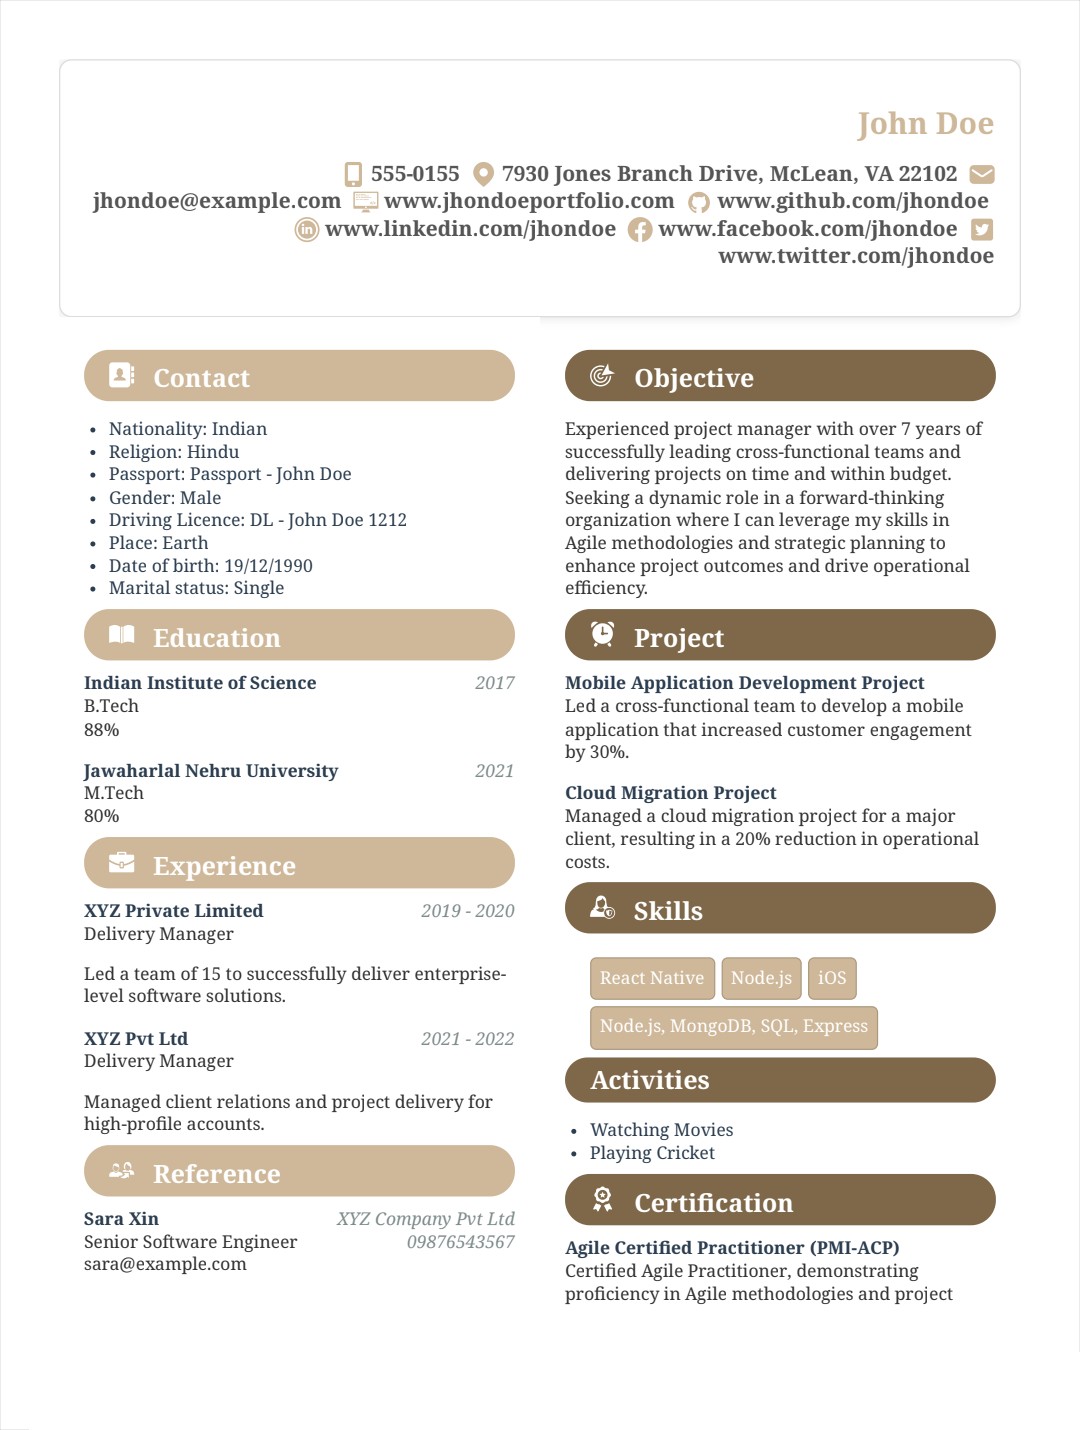 John Doe
555-0155 7930 Jones Branch Drive, McLean, VA 22102
jhondoe@example.com www.jhondoeportfolio.com www.github.com/jhondoe
www.linkedin.com/jhondoe www.facebook.com/jhondoe
www.twitter.com/jhondoe
Contact
• Nationality: Indian
• Religion: Hindu
• Passport: Passport - John Doe
• Gender: Male
• Driving Licence: DL - John Doe 1212
• Place: Earth
• Date of birth: 19/12/1990
• Marital status: Single
Education
Indian Institute of Science 2017
B.Tech
88%
Jawaharlal Nehru University 2021
M.Tech
80%
Experience
XYZ Private Limited 2019 - 2020
Delivery Manager
Led a team of 15 to successfully deliver enterprise-
level software solutions.
XYZ Pvt Ltd 2021 - 2022
Delivery Manager
Managed client relations and project delivery for
high-profile accounts.
Reference
Sara Xin XYZ Company Pvt Ltd
Senior Software Engineer 09876543567
sara@example.com
Objective
Experienced project manager with over 7 years of
successfully leading cross-functional teams and
delivering projects on time and within budget.
Seeking a dynamic role in a forward-thinking
organization where I can leverage my skills in
Agile methodologies and strategic planning to
enhance project outcomes and drive operational
efficiency.
Project
Mobile Application Development Project
Led a cross-functional team to develop a mobile
application that increased customer engagement
by 30%.
Cloud Migration Project
Managed a cloud migration project for a major
client, resulting in a 20% reduction in operational
costs.
Skills
React Native Node.js iOS
Node.js, MongoDB, SQL, Express
Activities
• Watching Movies
• Playing Cricket
Certification
Agile Certified Practitioner (PMI-ACP)
Certified Agile Practitioner, demonstrating
proficiency in Agile methodologies and project